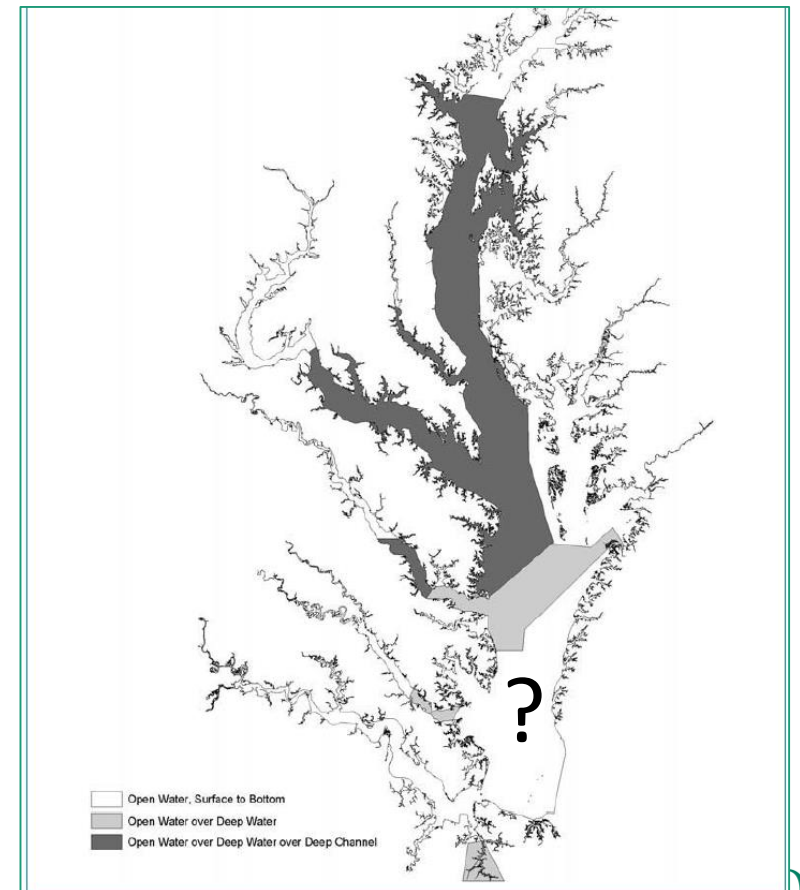 ?
Open Water, Surface to Bottom
Open Water over Deep Water
Open Water over Deep Water over Deep Channel